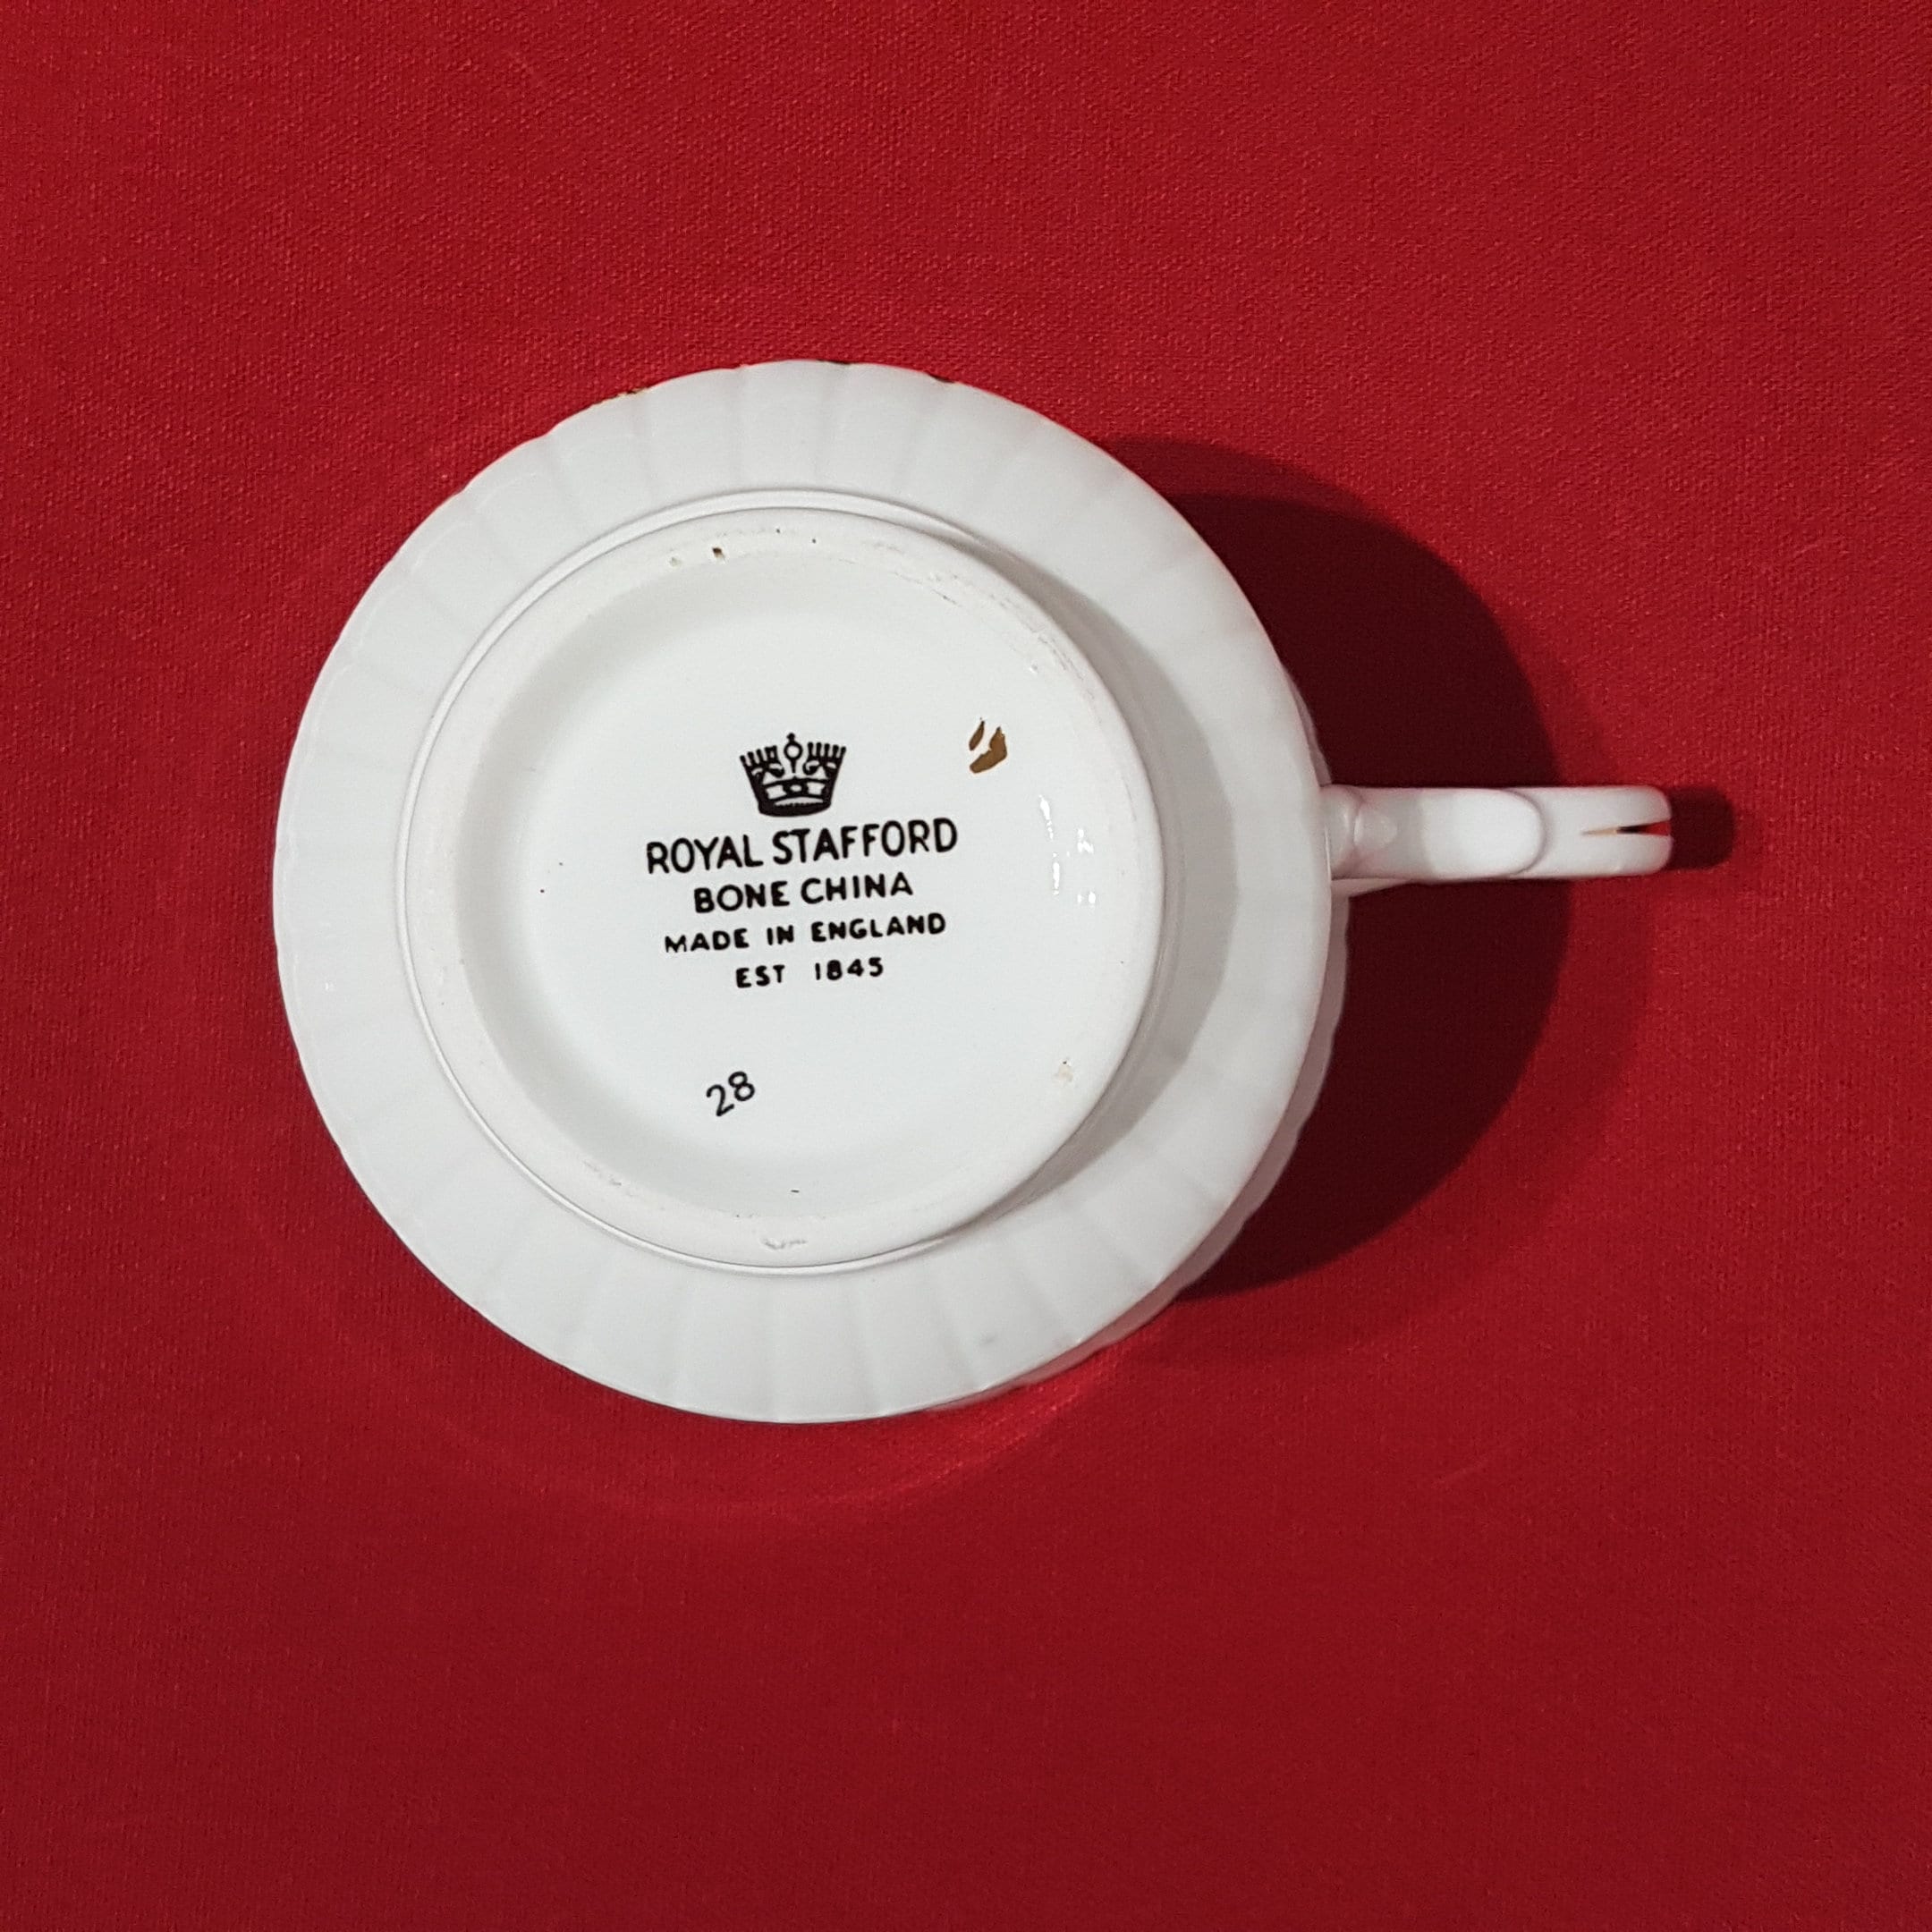 ROYAL STAFFORD
BONE CHINA
MADE IN ENGLAND
EST 1845
28